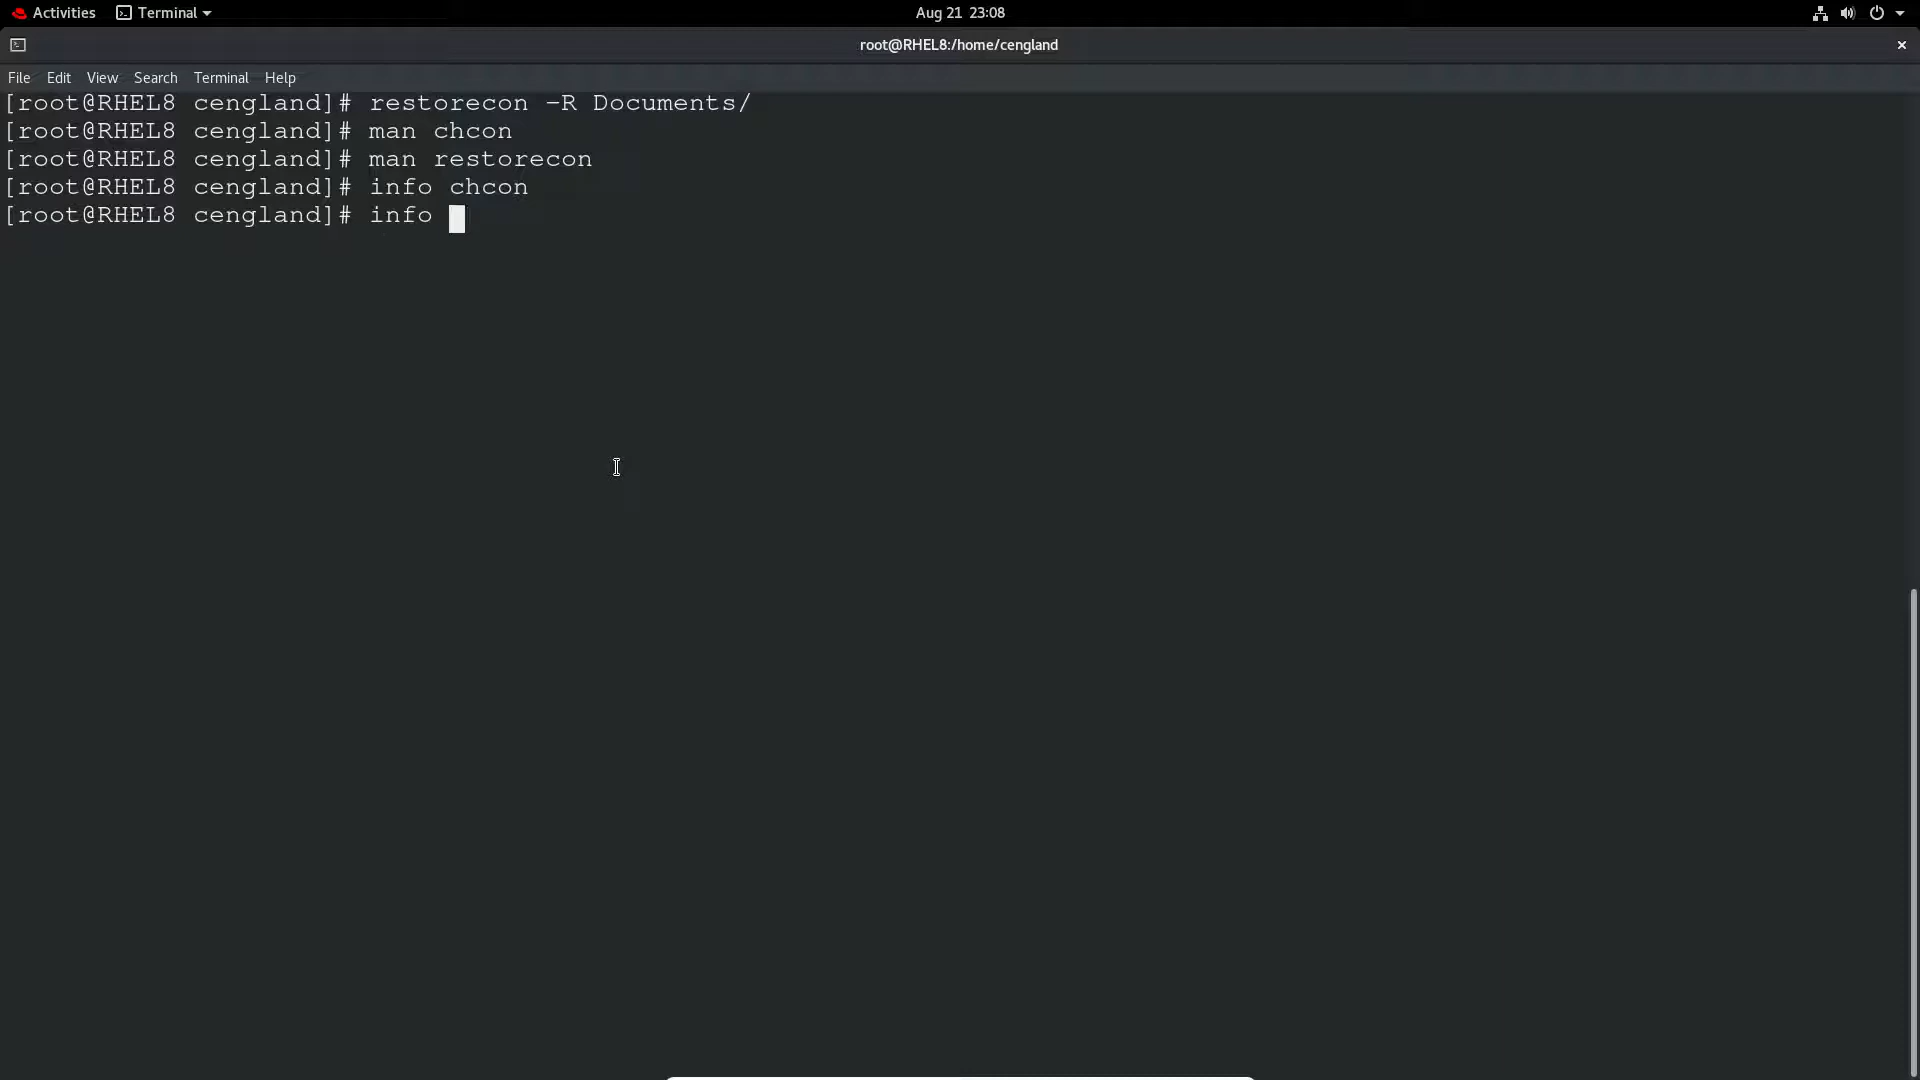 Activities Terminal Aug 21 23:08
root@RHEL8:/home/cengland
File Edit View Search Terminal Help
[root@RHEL8 cengland]# restorecon -R Documents/
[root@RHEL8 cengland]# man chcon
[root@RHEL8 cengland]# man restorecon
[root@RHEL8 cengland]# info chcon
[root@RHEL8 cengland]# info